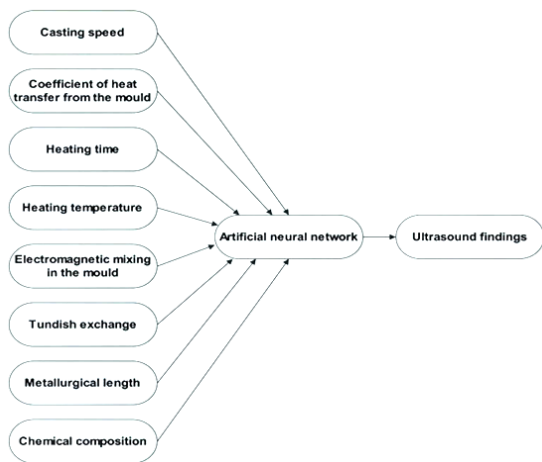 Casting speed
Coefficient of heat
transfer from the mould
Heating time
Heating temperature
Electromagnetic mixing
in the mould
Tundish exchange
Metallurgical length
Chemical composition
Artificial neural network
Ultrasound findings